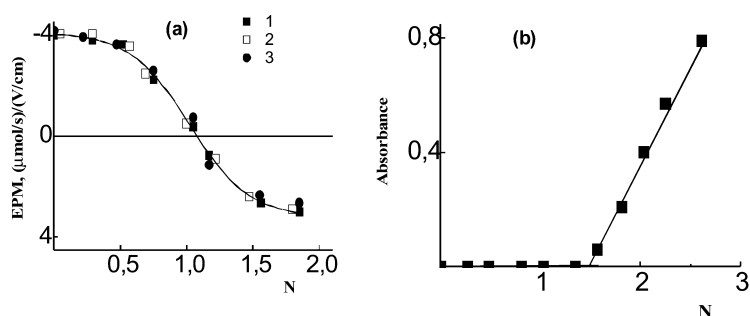 (a)
1
2
3
-4
0
4
EPM, (μmol/s)/(V/cm)
0,5
1,0
1,5
2,0
N
(b)
0,8
0,4
Absorbance
1
2
3
N